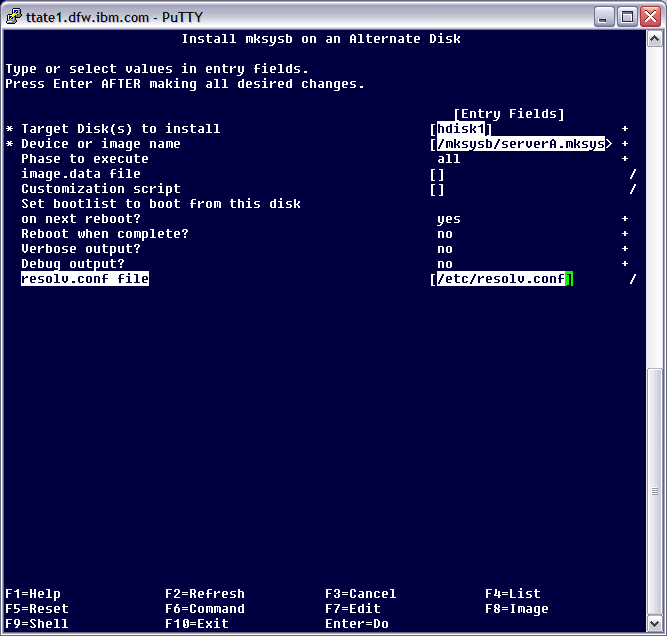 ttate1.dfw.ibm.com - PuTTY
Install mksysb on an Alternate Disk
Type or select values in entry fields.
Press Enter AFTER making all desired changes.
[Entry Fields]
* Target Disk(s) to install [hdisk1] +
* Device or image name [/mksysb/serverA.mksys> +
Phase to execute all +
image.data file [] /
Customization script [] /
Set bootlist to boot from this disk
on next reboot? yes +
Reboot when complete? no +
Verbose output? no +
Debug output? no +
resolv.conf file [/etc/resolv.conf] /
F1=Help F2=Refresh F3=Cancel F4=List
F5=Reset F6=Command F7=Edit F8=Image
F9=Shell F10=Exit Enter=Do